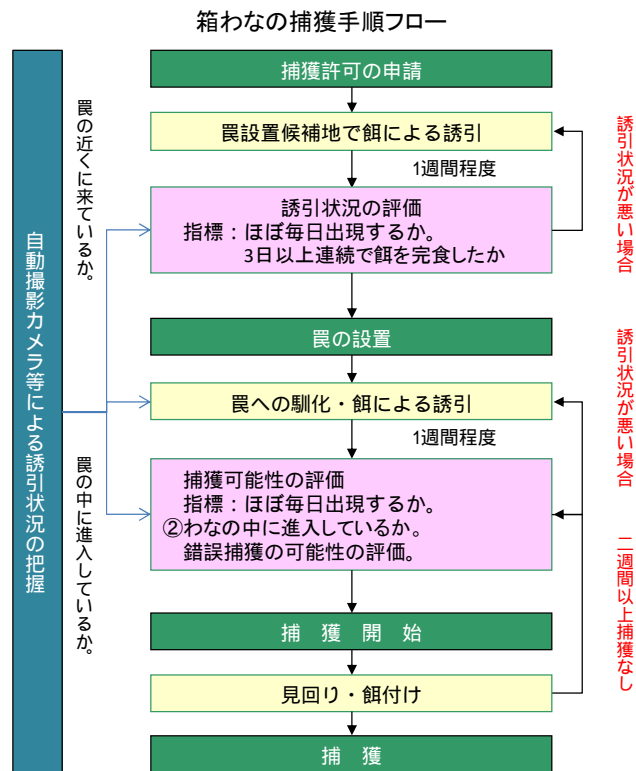 箱わなの捕獲手順フロー
捕獲許可の申請
罠設置候補地で餌による誘引
1週間程度
誘引状況の評価
指標：ほぼ毎日出現するか。
3日以上連続で餌を完食したか
罠の設置
罠への馴化・餌による誘引
1週間程度
捕獲可能性の評価
指標：ほぼ毎日出現するか。
②わなの中に進入しているか。
錯誤捕獲の可能性の評価。
捕　獲　開　始
見回り・餌付け
捕　獲
自動撮影カメラ等による誘引状況の把握
罠の近くに来ているか。
罠の中に進入しているか。
誘引状況が悪い場合
誘引状況が悪い場合
二週間以上捕獲なし